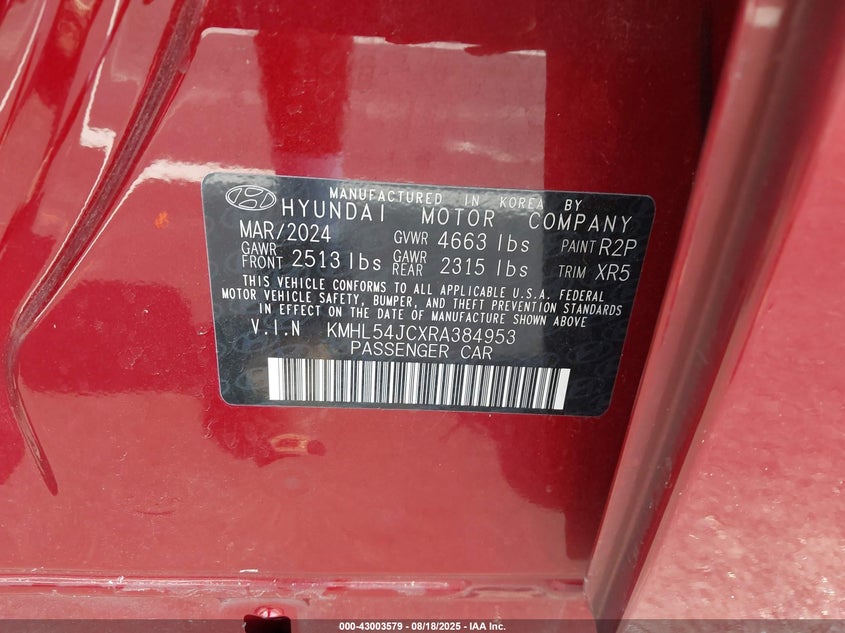 MANUFACTURED IN KOREA BY
HYUNDAI MOTOR COMPANY
MAR/2024 GVWR 4663 lbs PAINT R2P
GAWR FRONT 2513 lbs GAWR REAR 2315 lbs TRIM XR5
THIS VEHICLE CONFORMS TO ALL APPLICABLE U.S.A. FEDERAL
MOTOR VEHICLE SAFETY, BUMPER, AND THEFT PREVENTION STANDARDS
IN EFFECT ON THE DATE OF MANUFACTURE SHOWN ABOVE
V.I.N KMHL54JCXRA384953
PASSENGER CAR
000-43003579 - 08/18/2025 - IAA Inc.